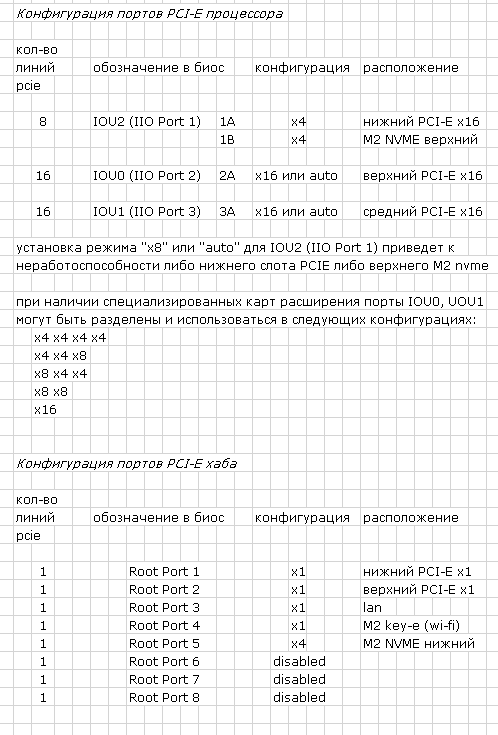 Конфигурация портов PCI-E процессора
кол-во
линий обозначение в биос конфигурация расположение
pcie
8 IOU2 (IIO Port 1) 1A x4 нижний PCI-E x16
1B x4 M2 NVME верхний
16 IOU0 (IIO Port 2) 2A x16 или auto верхний PCI-E x16
16 IOU1 (IIO Port 3) 3A x16 или auto средний PCI-E x16
установка режима "x8" или "auto" для IOU2 (IIO Port 1) приведет к
неработоспособности либо нижнего слота PCIE либо верхнего M2 nvme
при наличии специализированных карт расширения порты IOU0, UOU1
могут быть разделены и использоваться в следующих конфигурациях:
x4 x4 x4 x4
x4 x4 x8
x8 x4 x4
x8 x8
x16
Конфигурация портов PCI-E хаба
кол-во
линий обозначение в биос конфигурация расположение
pcie
1 Root Port 1 x1 нижний PCI-E x1
1 Root Port 2 x1 верхний PCI-E x1
1 Root Port 3 x1 lan
1 Root Port 4 x1 M2 key-e (wi-fi)
1 Root Port 5 x4 M2 NVME нижний
1 Root Port 6 disabled
1 Root Port 7 disabled
1 Root Port 8 disabled